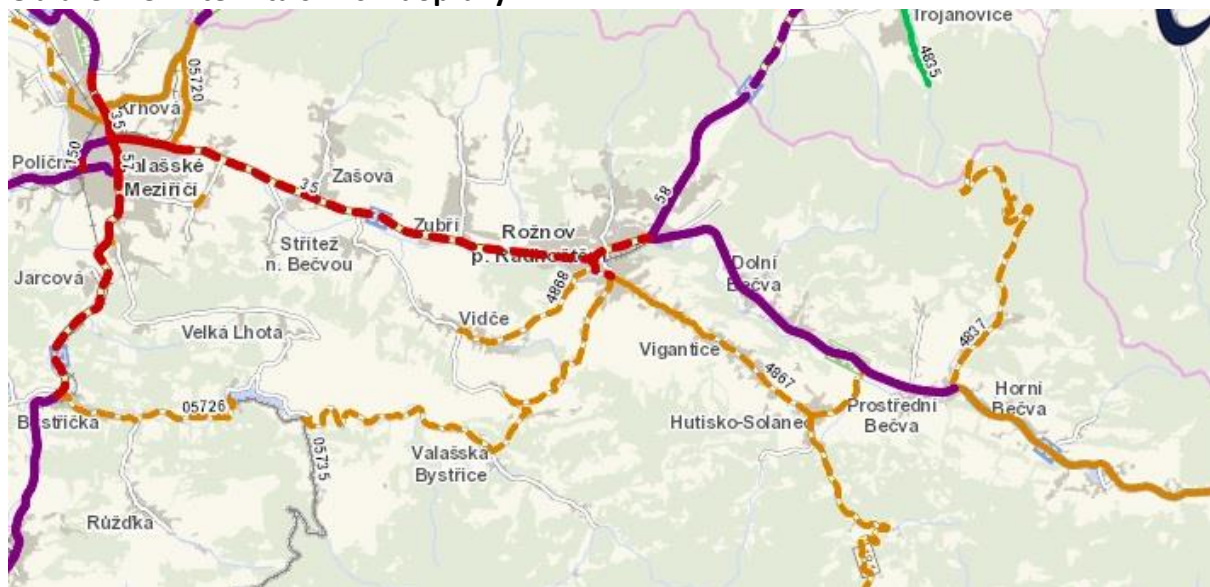 Trojanovice
4835
05720
Krhová
35
Poličná
150
57
Valašské
Meziříčí
Zašová
35
58
Zubří
Rožnov
p. Radhoštěm
Střítež
n. Bečvou
Dolní
Bečva
Jarcová
4868
Vidče
Velká Lhota
Vigantice
4837
4867
Horní
Bečva
Prostřední
Bečva
Hutisko-Solanec
05726
Bystřička
05735
Valašská
Bystřice
Růžďka